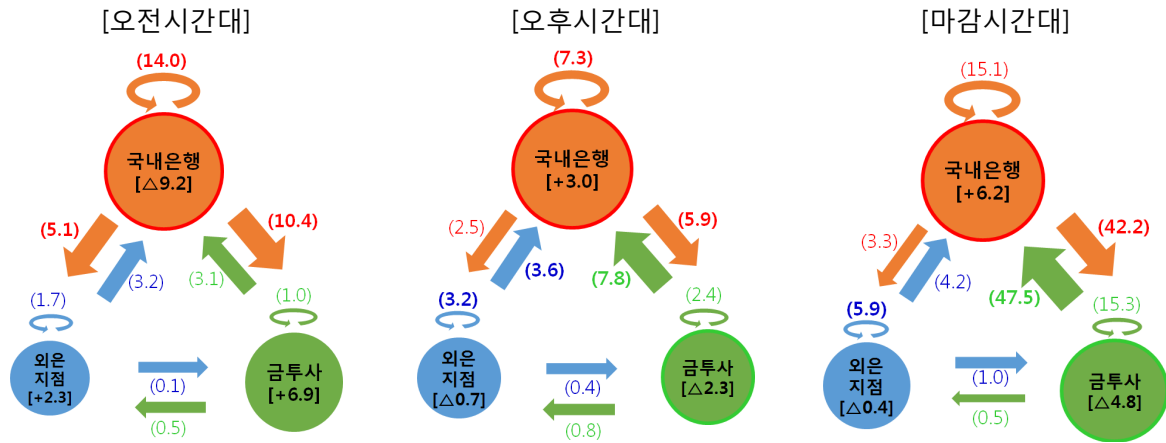 [오전시간대]
(14.0)
국내은행
[△9.2]
(5.1)
(10.4)
(3.2)
(3.1)
(1.7)
(1.0)
외은
지점
[+2.3]
(0.1)
(0.5)
금투사
[+6.9]
[오후시간대]
(7.3)
국내은행
[+3.0]
(2.5)
(5.9)
(3.6)
(7.8)
(3.2)
(2.4)
외은
지점
[△0.7]
(0.4)
(0.8)
금투사
[△2.3]
[마감시간대]
(15.1)
국내은행
[+6.2]
(3.3)
(42.2)
(4.2)
(47.5)
(5.9)
(15.3)
외은
지점
[△0.4]
(1.0)
(0.5)
금투사
[△4.8]